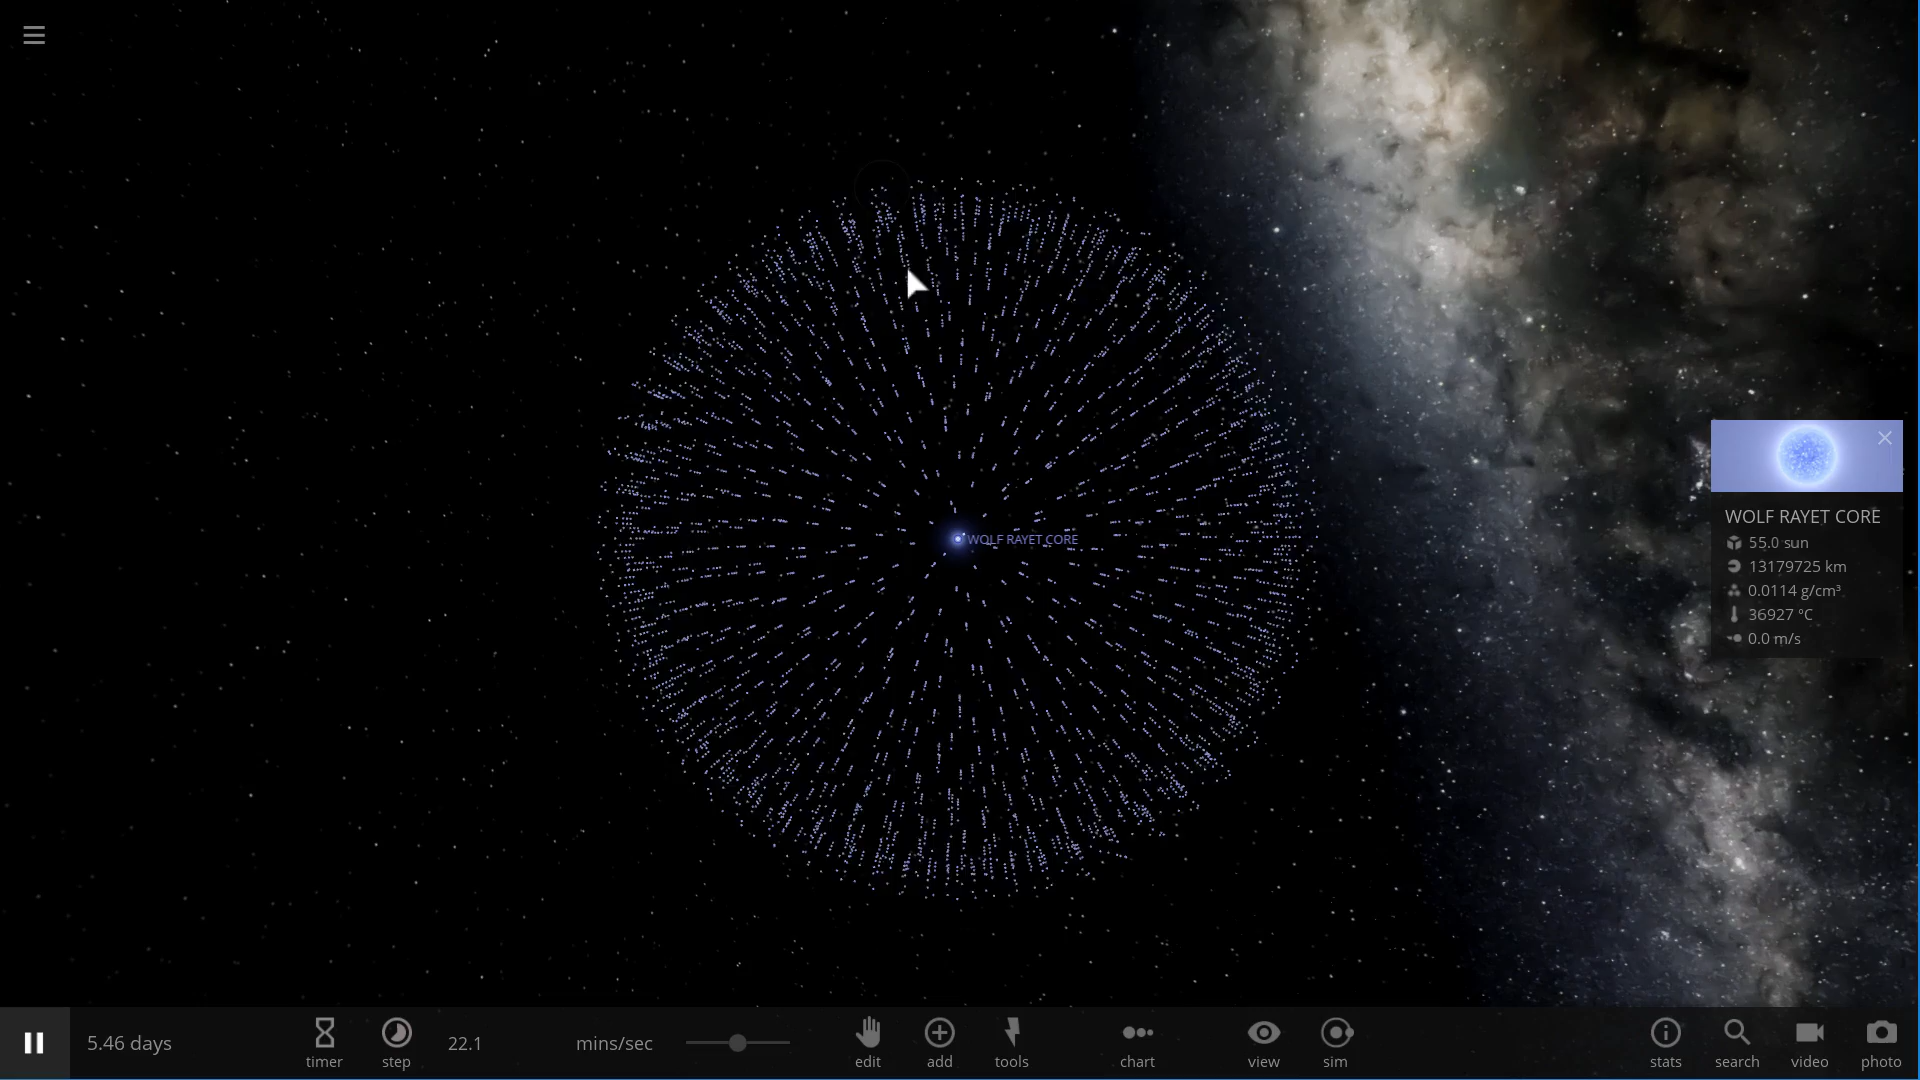 WOLF RAYET CORE
WOLF RAYET CORE
55.0 sun
13179725 km
0.0114 g/cm³
36927 °C
0.0 m/s
5.46 days
timer
step
22.1
mins/sec
edit
add
tools
chart
view
sim
stats
search
video
photo